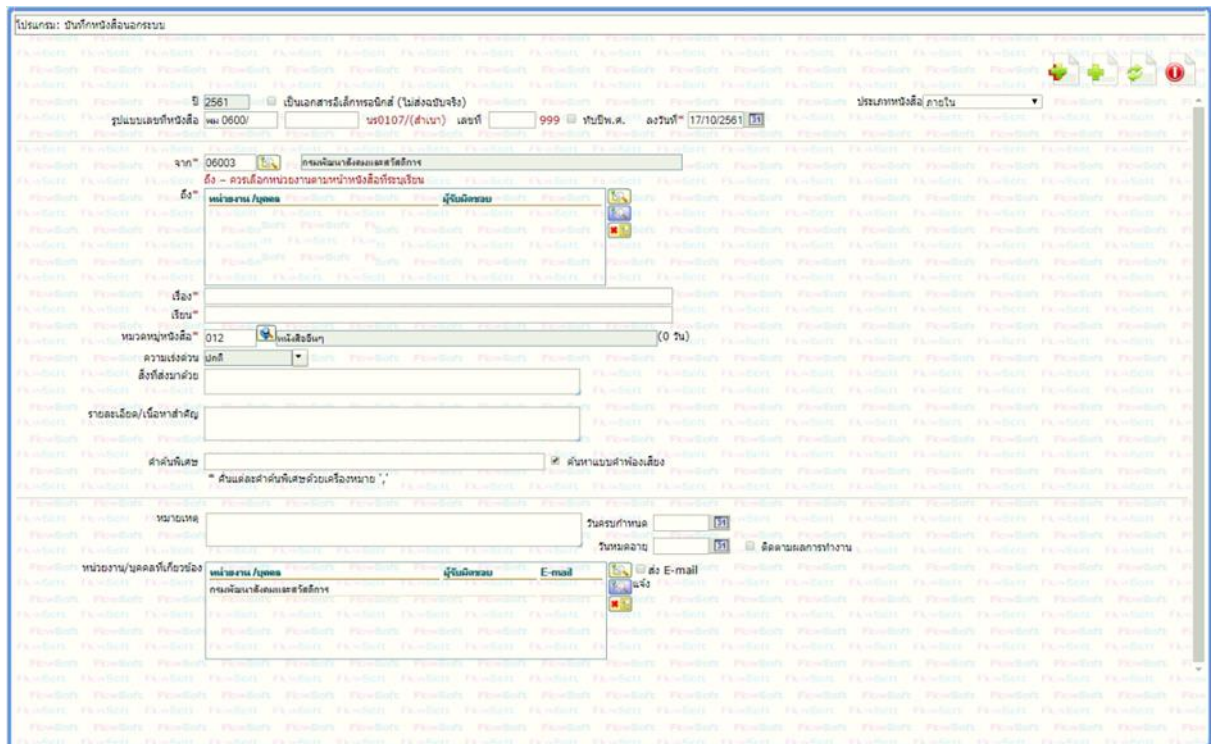 โปรแกรม: บันทึกหนังสือนอกระบบ
ปี 2561 เป็นเอกสารอิเล็กทรอนิกส์ (ไม่ส่งฉบับจริง) ประเภทหนังสือ ภายใน
รูปแบบเลขที่หนังสือ พม 0600/ นร0107/(สำเนา) เลขที่ 999 ทับปีพ.ศ. ลงวันที่* 17/10/2561
จาก* 06003 กรมพัฒนาสังคมและสวัสดิการ
ถึง - ควรเลือกหน่วยงานตามหน้าหนังสือที่ระบุเรียน
ถึง* หน่วยงาน/บุคคล ผู้รับผิดชอบ
เรื่อง*
เรียน*
หมวดหมู่หนังสือ* 012 หนังสืออื่นๆ (0 วัน)
ความเร่งด่วน ปกติ
สิ่งที่ส่งมาด้วย
รายละเอียด/เนื้อหาสำคัญ
คำค้นพิเศษ ค้นหาแบบคำพ้องเสียง
* คั่นแต่ละคำค้นพิเศษด้วยเครื่องหมาย ','
หมายเหตุ วันครบกำหนด
วันหมดอายุ ติดตามผลการทำงาน
หน่วยงาน/บุคคลที่เกี่ยวข้อง หน่วยงาน/บุคคล ผู้รับผิดชอบ E-mail ส่ง E-mail
กรมพัฒนาสังคมและสวัสดิการ แจ้ง